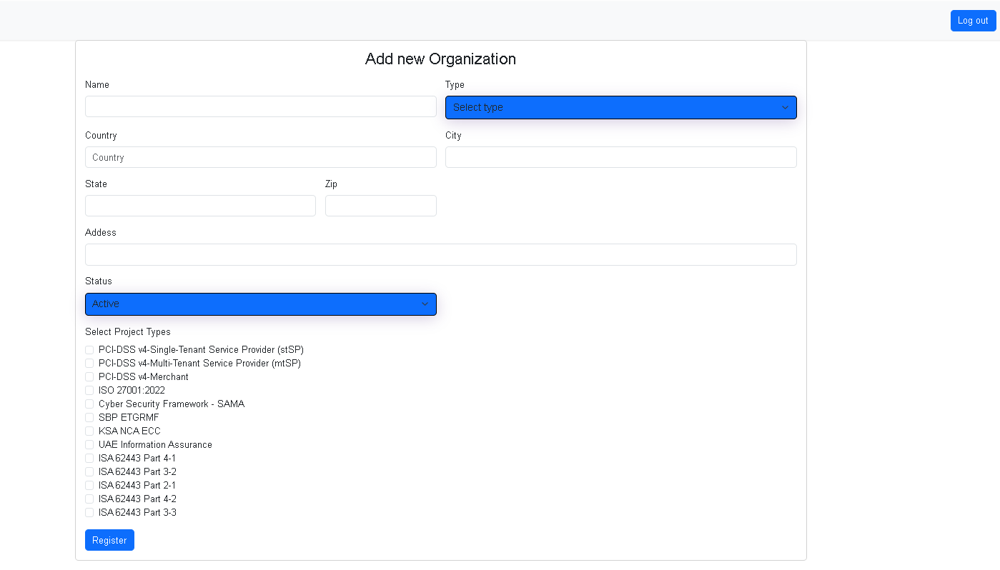 Log out
Add new Organization
Name
Type
Select type
Country
City
Country
State
Zip
Addess
Status
Active
Select Project Types
PCI-DSS v4-Single-Tenant Service Provider (stSP)
PCI-DSS v4-Multi-Tenant Service Provider (mtSP)
PCI-DSS v4-Merchant
ISO 27001:2022
Cyber Security Framework - SAMA
SBP ETGRMF
KSA NCA ECC
UAE Information Assurance
ISA 62443 Part 4-1
ISA 62443 Part 3-2
ISA 62443 Part 2-1
ISA 62443 Part 4-2
ISA 62443 Part 3-3
Register